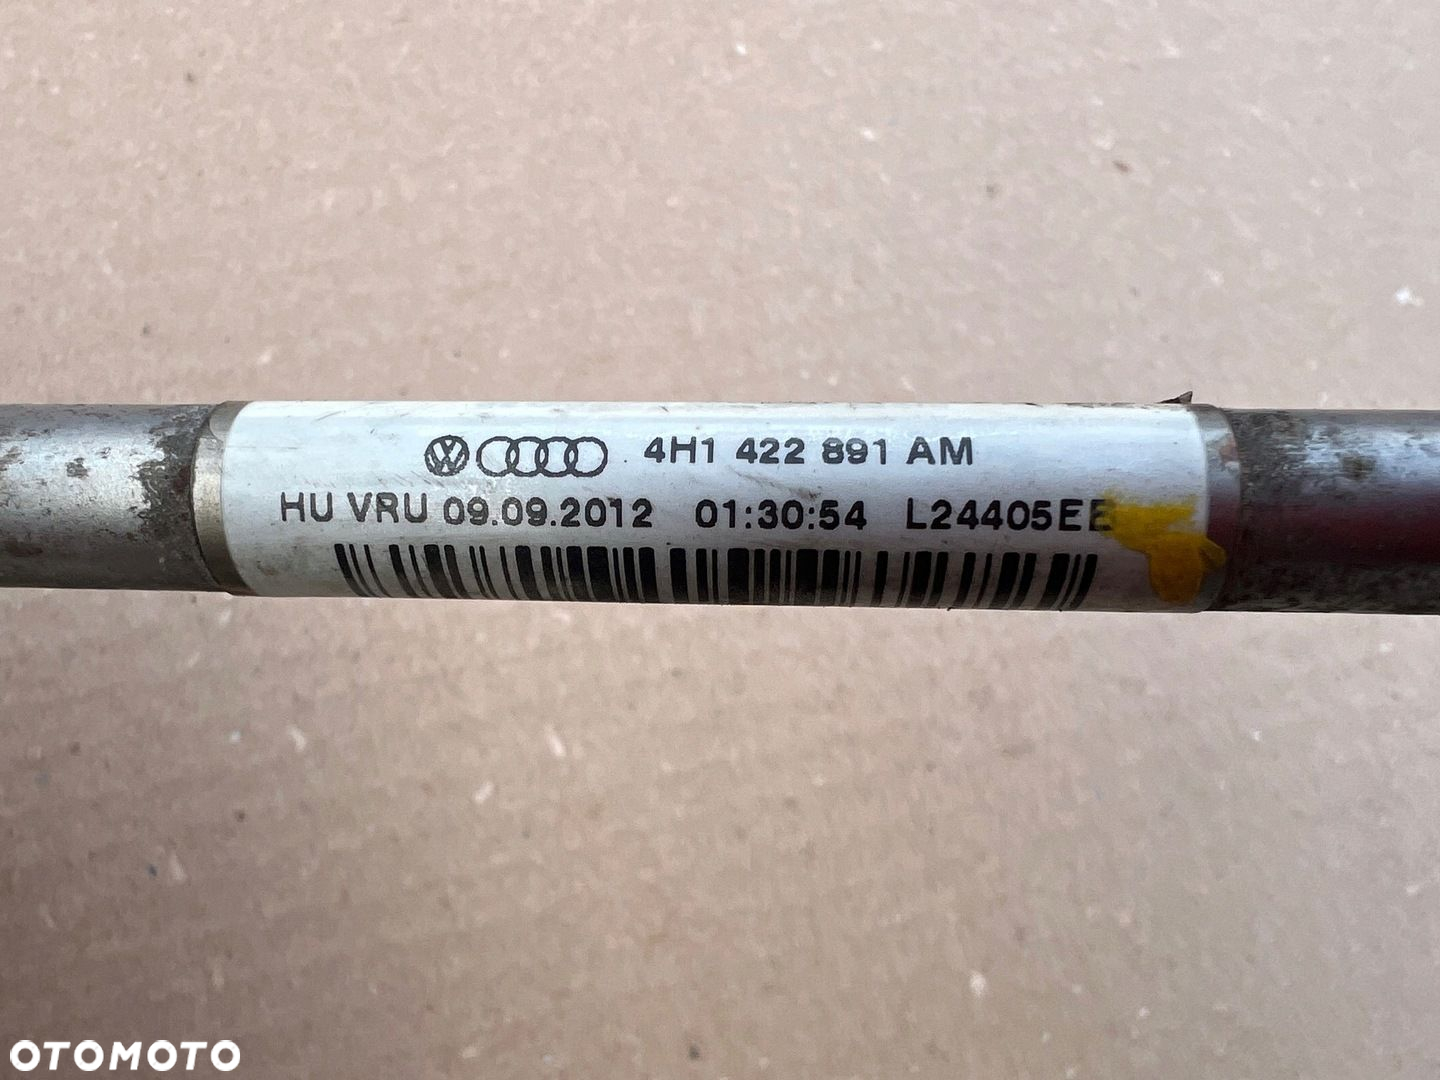 4H1 422 891 AM
HU VRU 09.09.2012 01:30:54 L24405EE
OTOMOTO